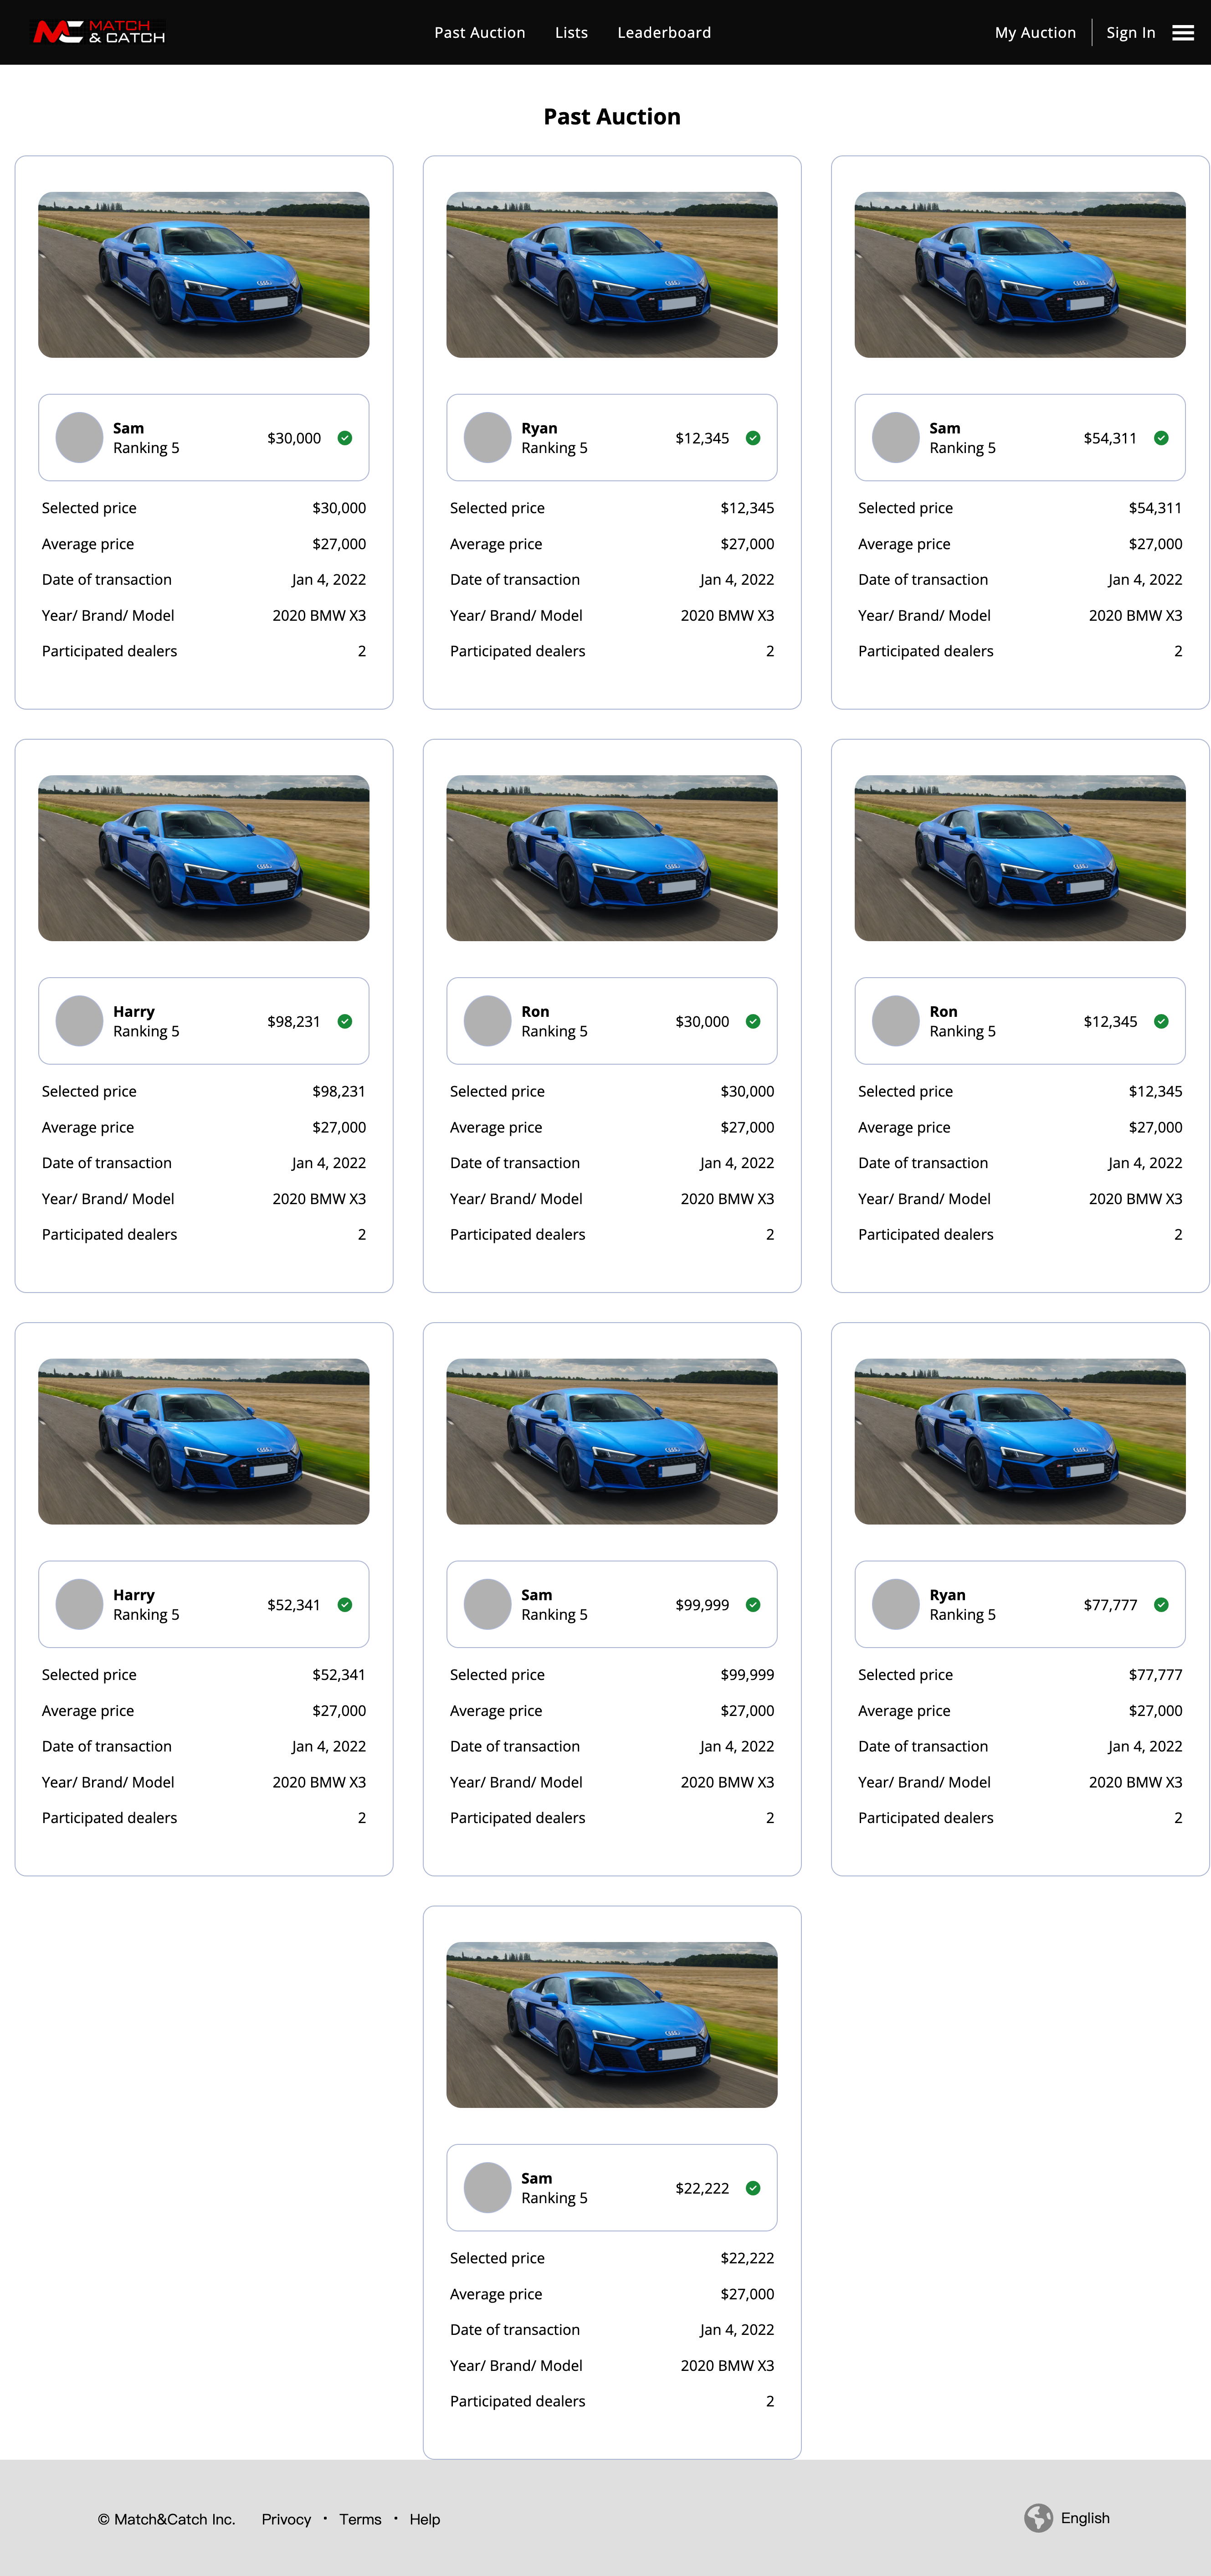 MATCH
& CATCH
Past Auction
Lists
Leaderboard
My Auction
Sign In
Past Auction
Sam
Ranking 5
$30,000
Selected price $30,000
Average price $27,000
Date of transaction Jan 4, 2022
Year/ Brand/ Model 2020 BMW X3
Participated dealers 2
Ryan
Ranking 5
$12,345
Selected price $12,345
Average price $27,000
Date of transaction Jan 4, 2022
Year/ Brand/ Model 2020 BMW X3
Participated dealers 2
Sam
Ranking 5
$54,311
Selected price $54,311
Average price $27,000
Date of transaction Jan 4, 2022
Year/ Brand/ Model 2020 BMW X3
Participated dealers 2
Harry
Ranking 5
$98,231
Selected price $98,231
Average price $27,000
Date of transaction Jan 4, 2022
Year/ Brand/ Model 2020 BMW X3
Participated dealers 2
Ron
Ranking 5
$30,000
Selected price $30,000
Average price $27,000
Date of transaction Jan 4, 2022
Year/ Brand/ Model 2020 BMW X3
Participated dealers 2
Ron
Ranking 5
$12,345
Selected price $12,345
Average price $27,000
Date of transaction Jan 4, 2022
Year/ Brand/ Model 2020 BMW X3
Participated dealers 2
Harry
Ranking 5
$52,341
Selected price $52,341
Average price $27,000
Date of transaction Jan 4, 2022
Year/ Brand/ Model 2020 BMW X3
Participated dealers 2
Sam
Ranking 5
$99,999
Selected price $99,999
Average price $27,000
Date of transaction Jan 4, 2022
Year/ Brand/ Model 2020 BMW X3
Participated dealers 2
Ryan
Ranking 5
$77,777
Selected price $77,777
Average price $27,000
Date of transaction Jan 4, 2022
Year/ Brand/ Model 2020 BMW X3
Participated dealers 2
Sam
Ranking 5
$22,222
Selected price $22,222
Average price $27,000
Date of transaction Jan 4, 2022
Year/ Brand/ Model 2020 BMW X3
Participated dealers 2
© Match&Catch Inc. Privocy · Terms · Help
English